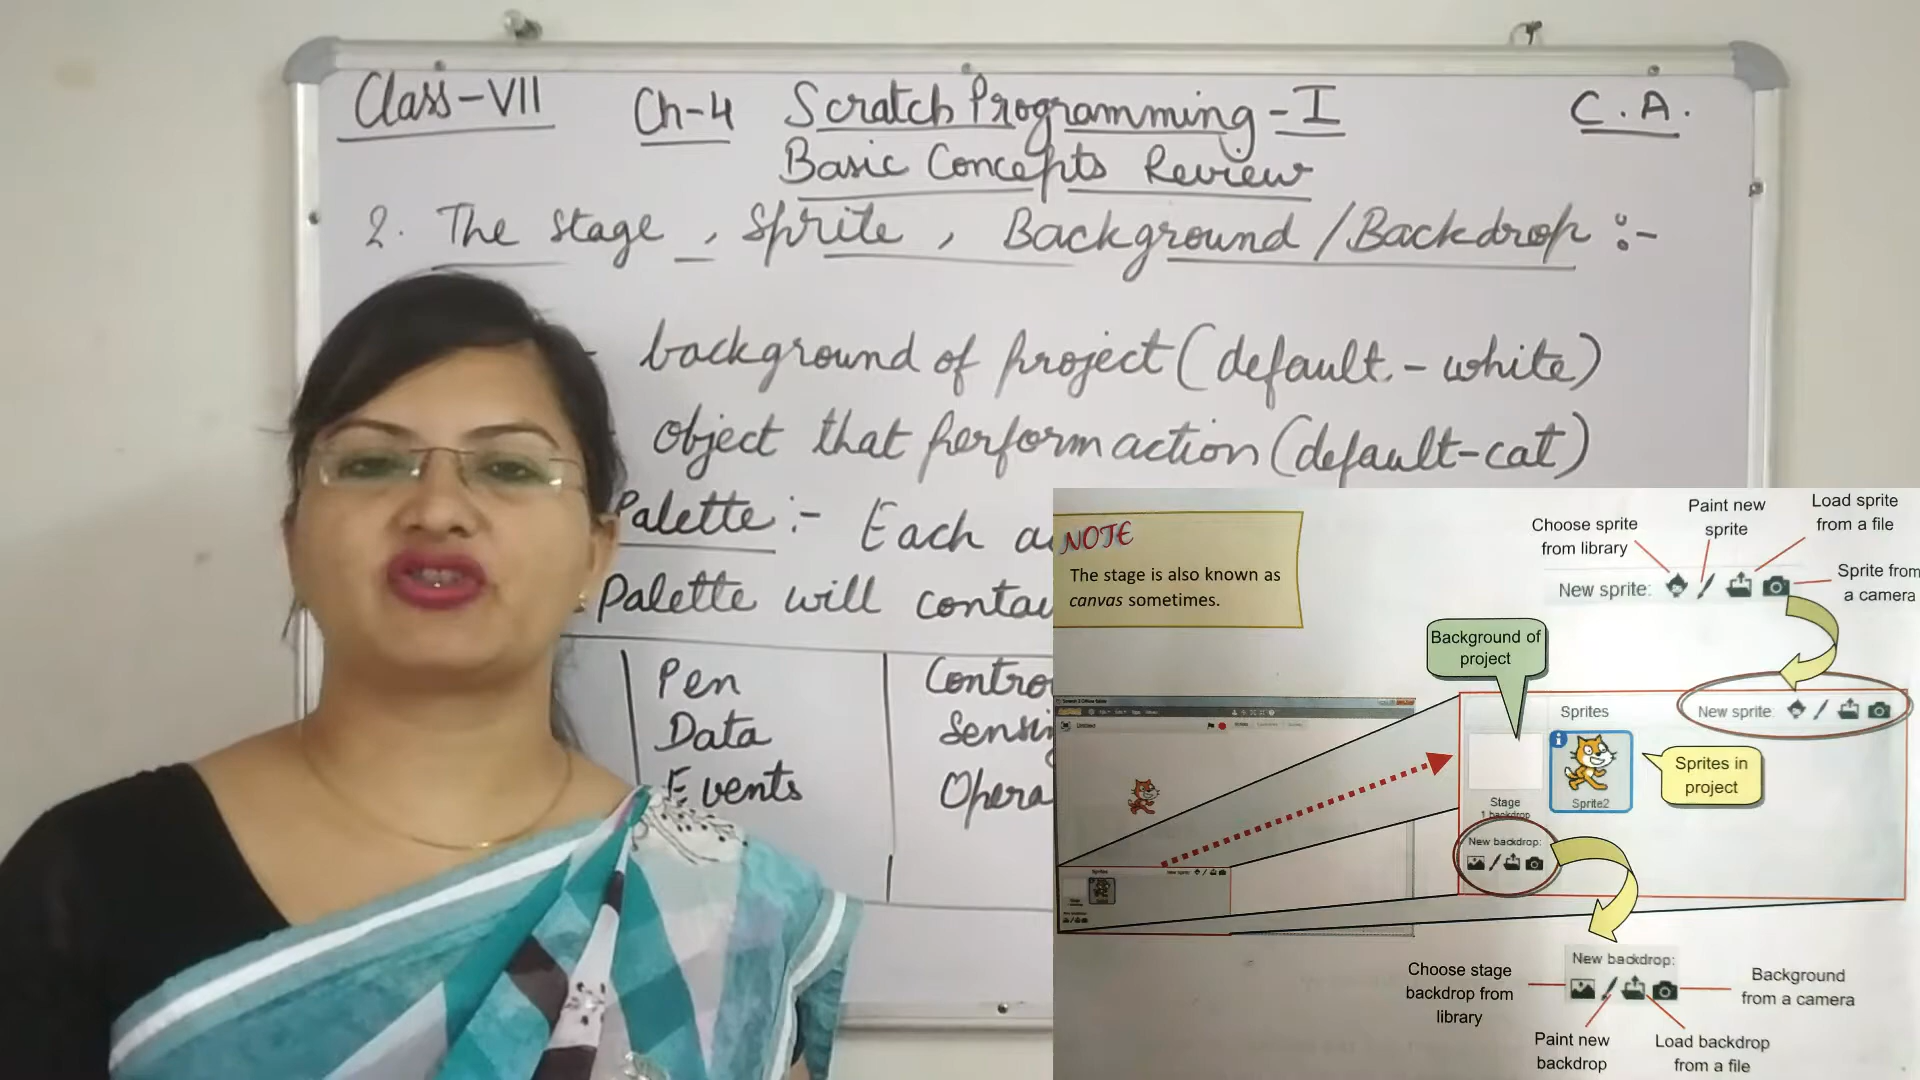 Class-VII
Ch-4 Scratch Programming-I
C.A.
Basic Concepts Review
2. The Stage, Sprite, Background/Backdrop :-
background of project (default - white)
object that perform action (default-cat)
Palette :- Each
Palette will
Pen
Data
Events
NOTE
The stage is also known as
canvas sometimes.
Choose sprite
from library
Paint new
sprite
Load sprite
from a file
Sprite from
a camera
New sprite:
Background of
project
Sprites
New sprite:
Sprites in
project
Stage
1 backdrop
Sprite2
New backdrop:
New backdrop:
Choose stage
backdrop from
library
Background
from a camera
Paint new
backdrop
Load backdrop
from a file